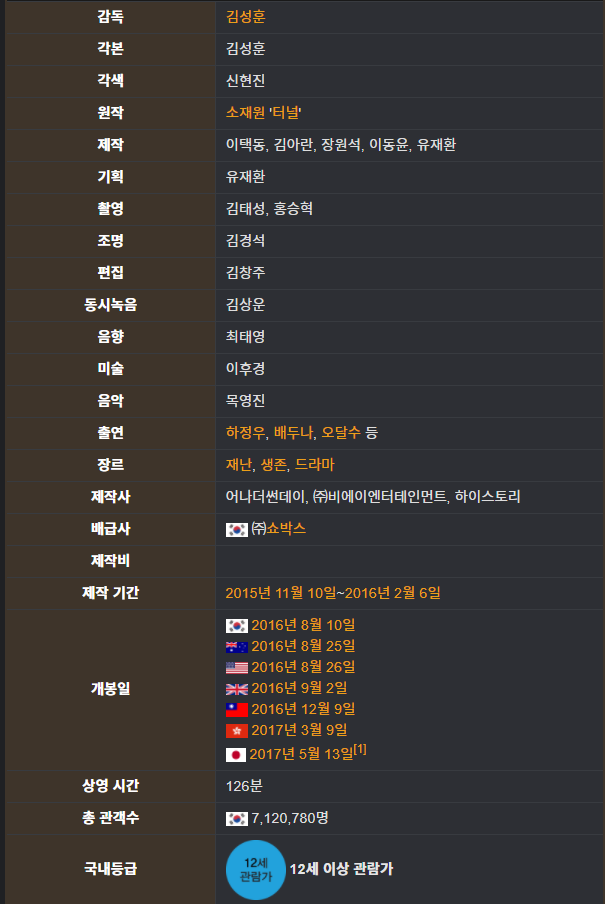 감독 김성훈
각본 김성훈
각색 신현진
원작 소재원 '터널'
제작 이택동, 김아란, 장원석, 이동윤, 유재환
기획 유재환
촬영 김태성, 홍승혁
조명 김경석
편집 김창주
동시녹음 김상운
음향 최태영
미술 이후경
음악 목영진
출연 하정우, 배두나, 오달수 등
장르 재난, 생존, 드라마
제작사 어나더썬데이, ㈜비에이엔터테인먼트, 하이스토리
배급사 ㈜쇼박스
제작비
제작 기간 2015년 11월 10일~2016년 2월 6일
개봉일
2016년 8월 10일
2016년 8월 25일
2016년 8월 26일
2016년 9월 2일
2016년 12월 9일
2017년 3월 9일
2017년 5월 13일[1]
상영 시간 126분
총 관객수 7,120,780명
국내등급
12세
관람가
12세 이상 관람가